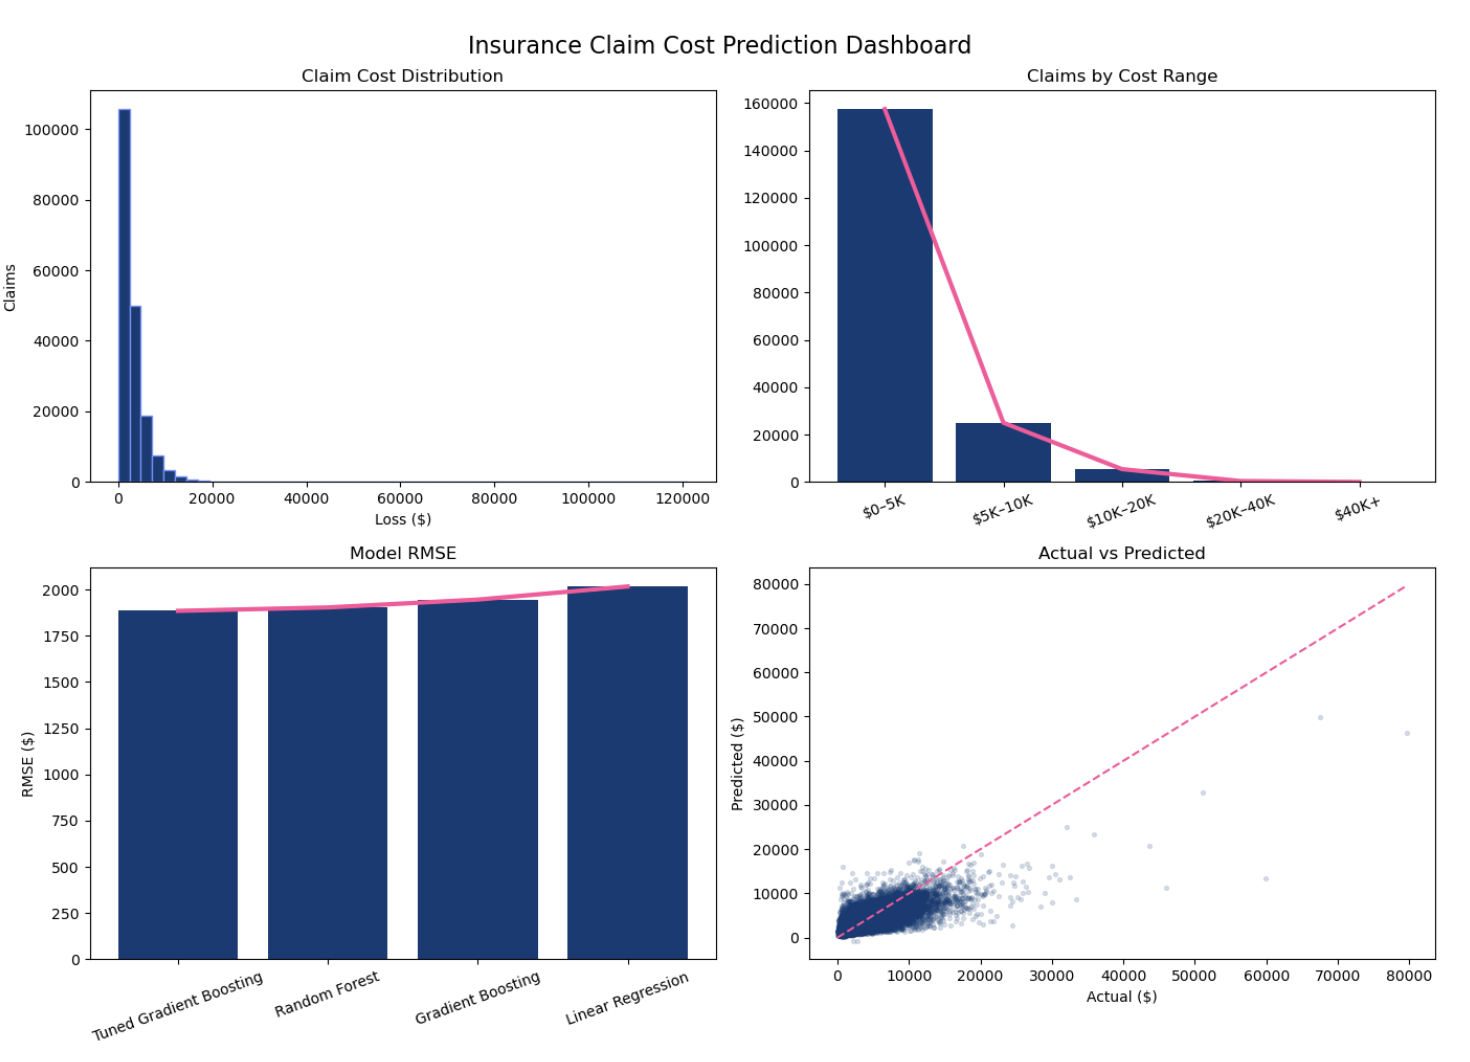 Insurance Claim Cost Prediction Dashboard
Claim Cost Distribution
Claims
100000
80000
60000
40000
20000
0
0 20000 40000 60000 80000 100000 120000
Loss ($)
Claims by Cost Range
160000
140000
120000
100000
80000
60000
40000
20000
0
$0–5K $5K–10K $10K–20K $20K–40K $40K+
Model RMSE
RMSE ($)
2000
1750
1500
1250
1000
750
500
250
0
Tuned Gradient Boosting Random Forest Gradient Boosting Linear Regression
Actual vs Predicted
Predicted ($)
80000
70000
60000
50000
40000
30000
20000
10000
0
0 10000 20000 30000 40000 50000 60000 70000 80000
Actual ($)